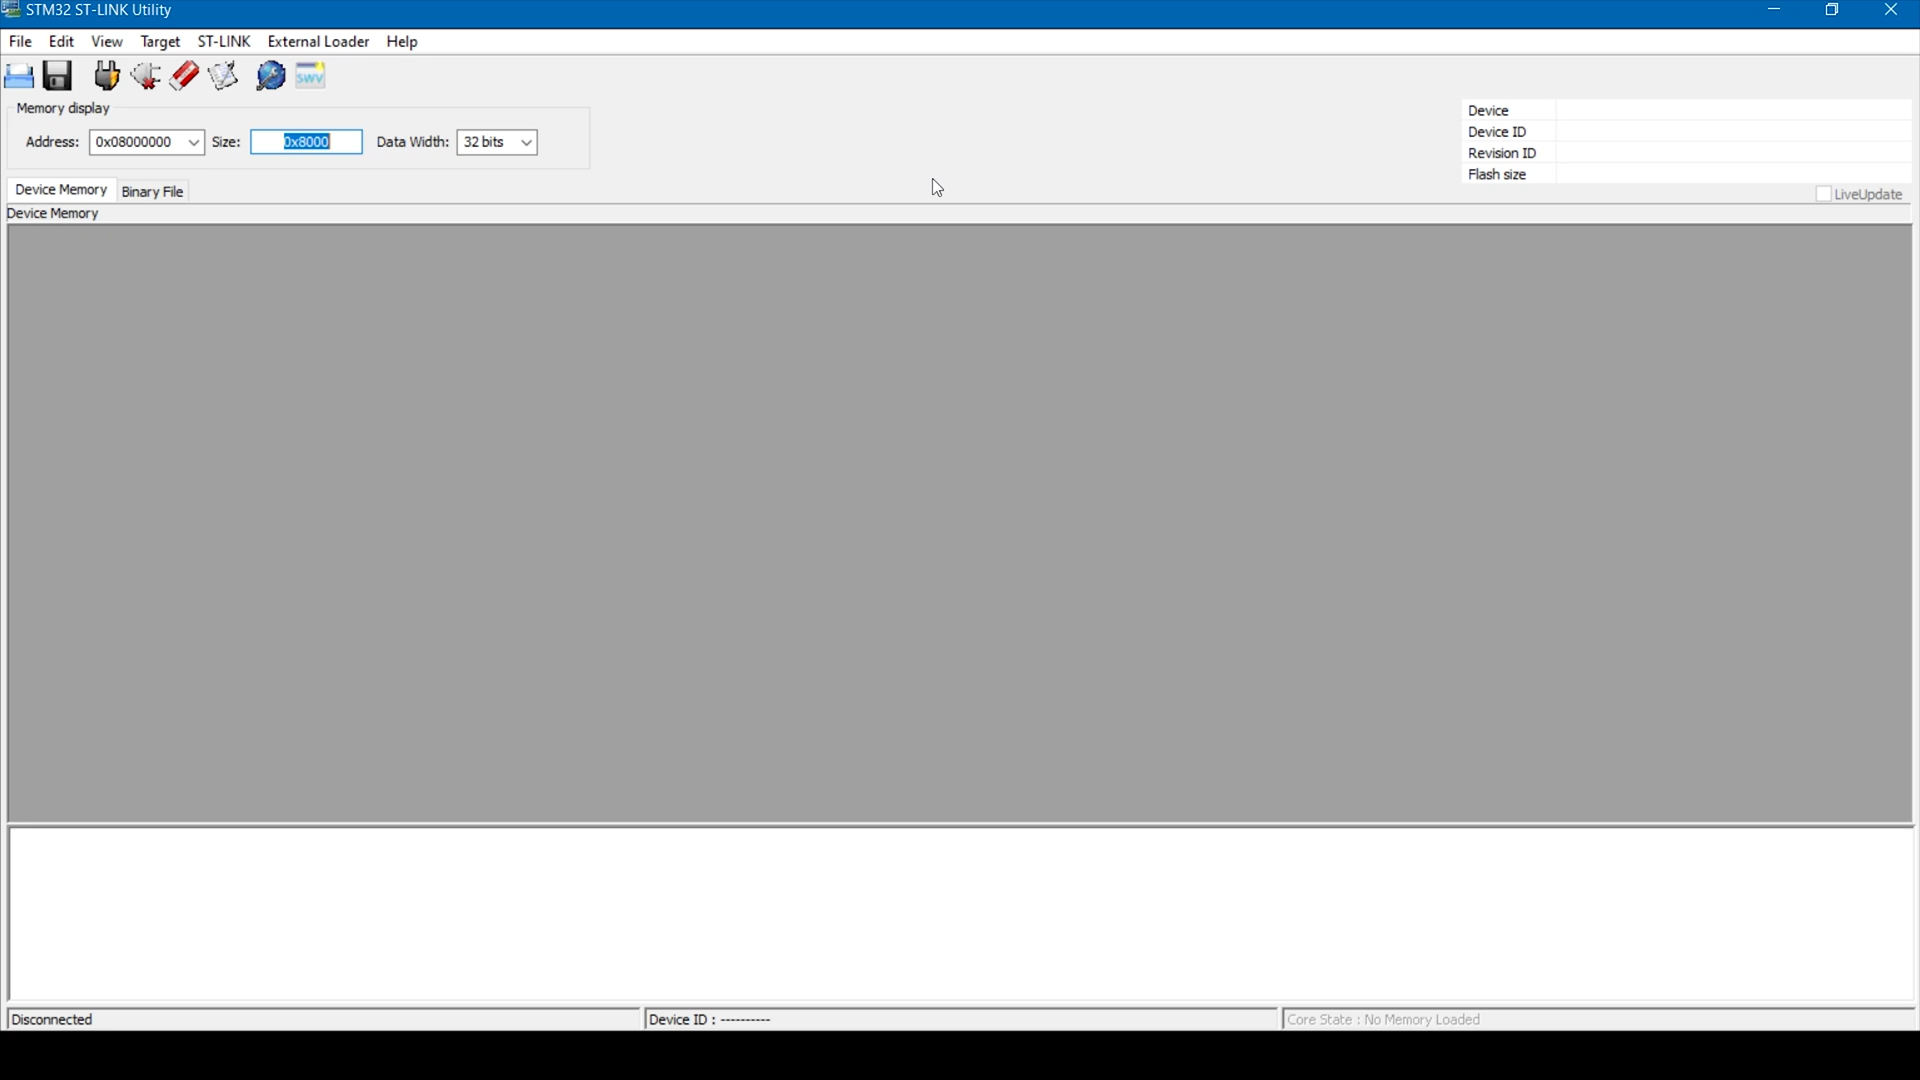 STM32 ST-LINK Utility
File Edit View Target ST-LINK External Loader Help
SWV
Memory display
Address: 0x08000000 Size: 0x8000 Data Width: 32 bits
Device
Device ID
Revision ID
Flash size
Device Memory Binary File
LiveUpdate
Device Memory
Disconnected
Device ID : ----------
Core State : No Memory Loaded